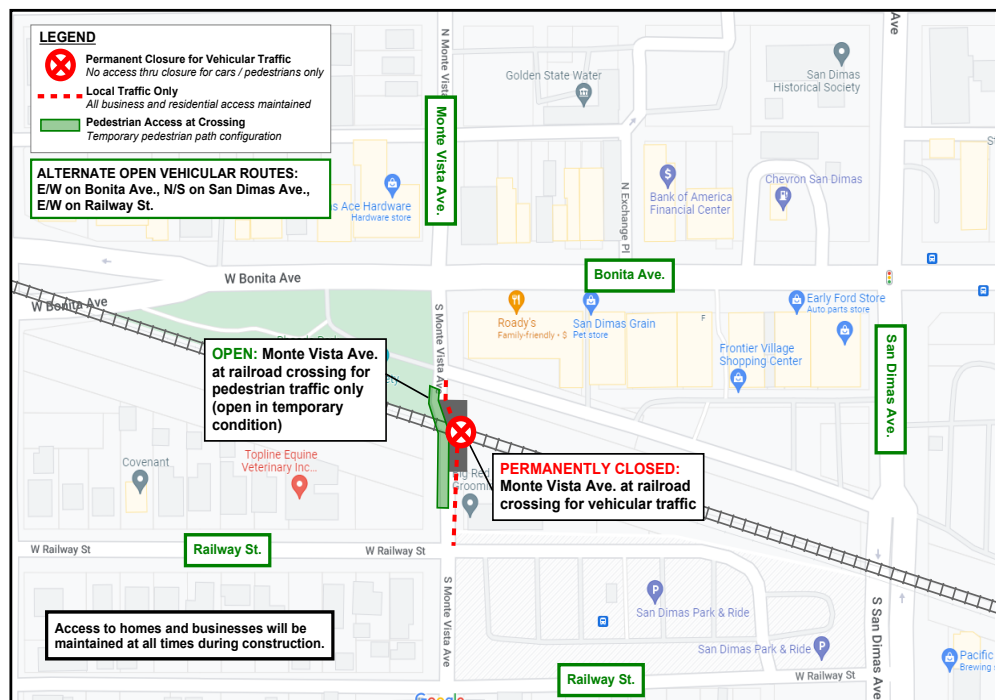 LEGEND
Permanent Closure for Vehicular Traffic
No access thru closure for cars / pedestrians only
Local Traffic Only
All business and residential access maintained
Pedestrian Access at Crossing
Temporary pedestrian path configuration
ALTERNATE OPEN VEHICULAR ROUTES:
E/W on Bonita Ave., N/S on San Dimas Ave.,
E/W on Railway St.
N Monte Vista
Monte Vista Ave.
Golden State Water
San Dimas
Historical Society
Ave
St
Ace Hardware
Hardware store
N Exchange Pl
Bank of America
Financial Center
Chevron San Dimas
W Bonita Ave
Bonita Ave.
W Bonita Ave
S Monte Vista Ave
Roady's
Family-friendly • $
San Dimas Grain
Pet store
F
Early Ford Store
Auto parts store
Frontier Village
Shopping Center
San Dimas Ave.
OPEN: Monte Vista Ave.
at railroad crossing for
pedestrian traffic only
(open in temporary
condition)
Covenant
Topline Equine
Veterinary Inc...
Red
Groomin
PERMANENTLY CLOSED:
Monte Vista Ave. at railroad
crossing for vehicular traffic
W Railway St
Railway St.
W Railway St
S Monte Vista Ave
San Dimas Park & Ride
San Dimas Park & Ride
S San Dimas Ave
Access to homes and businesses will be
maintained at all times during construction.
Pacific
Brewing
Railway St.
W Railway St
Google